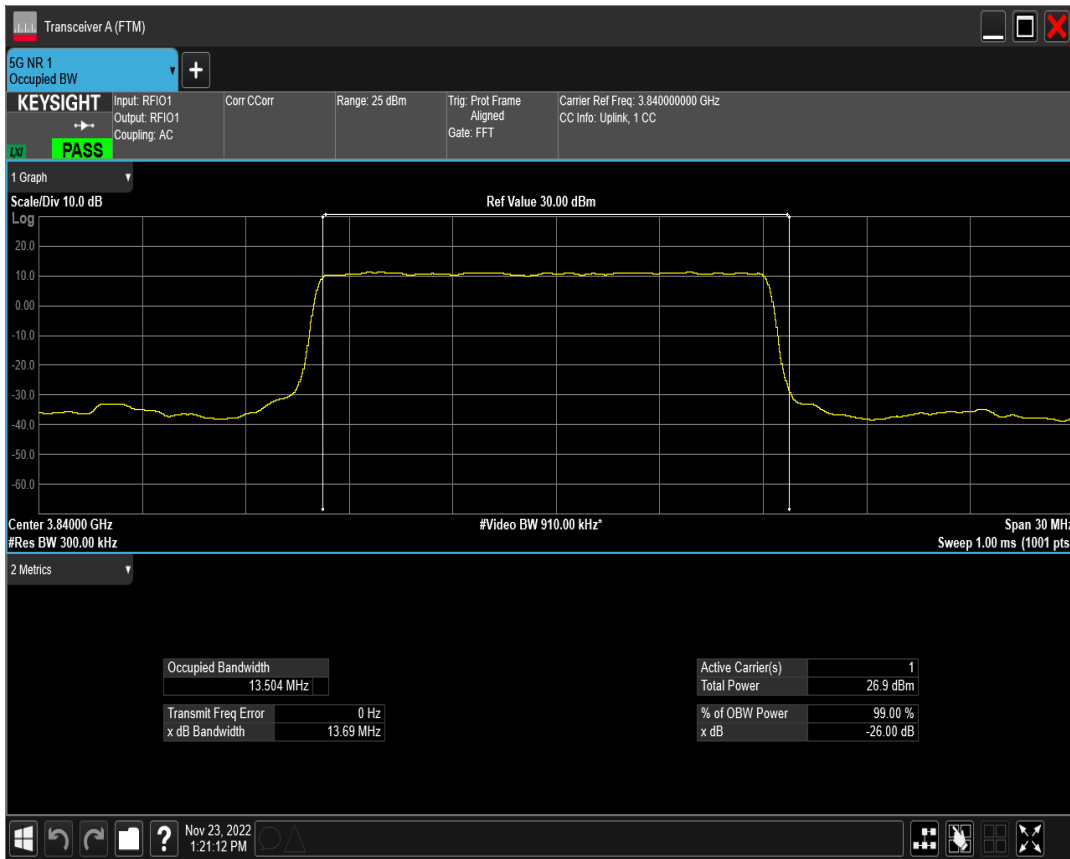 Transceiver A (FTM)
5G NR 1
Occupied BW
+
KEYSIGHT
LXI
PASS
Input: RFIO1
Output: RFIO1
Coupling: AC
Corr CCorr
Range: 25 dBm
Trig: Prot Frame
Aligned
Gate: FFT
Carrier Ref Freq: 3.840000000 GHz
CC Info: Uplink, 1 CC
1 Graph
Scale/Div 10.0 dB
Ref Value 30.00 dBm
Log
20.0
10.0
0.00
-10.0
-20.0
-30.0
-40.0
-50.0
-60.0
Center 3.84000 GHz
#Video BW 910.00 kHz*
Span 30 MHz
#Res BW 300.00 kHz
Sweep 1.00 ms (1001 pts
2 Metrics
Occupied Bandwidth
13.504 MHz
Transmit Freq Error 0 Hz
x dB Bandwidth 13.69 MHz
Active Carrier(s) 1
Total Power 26.9 dBm
% of OBW Power 99.00 %
x dB -26.00 dB
?
Nov 23, 2022
1:21:12 PM